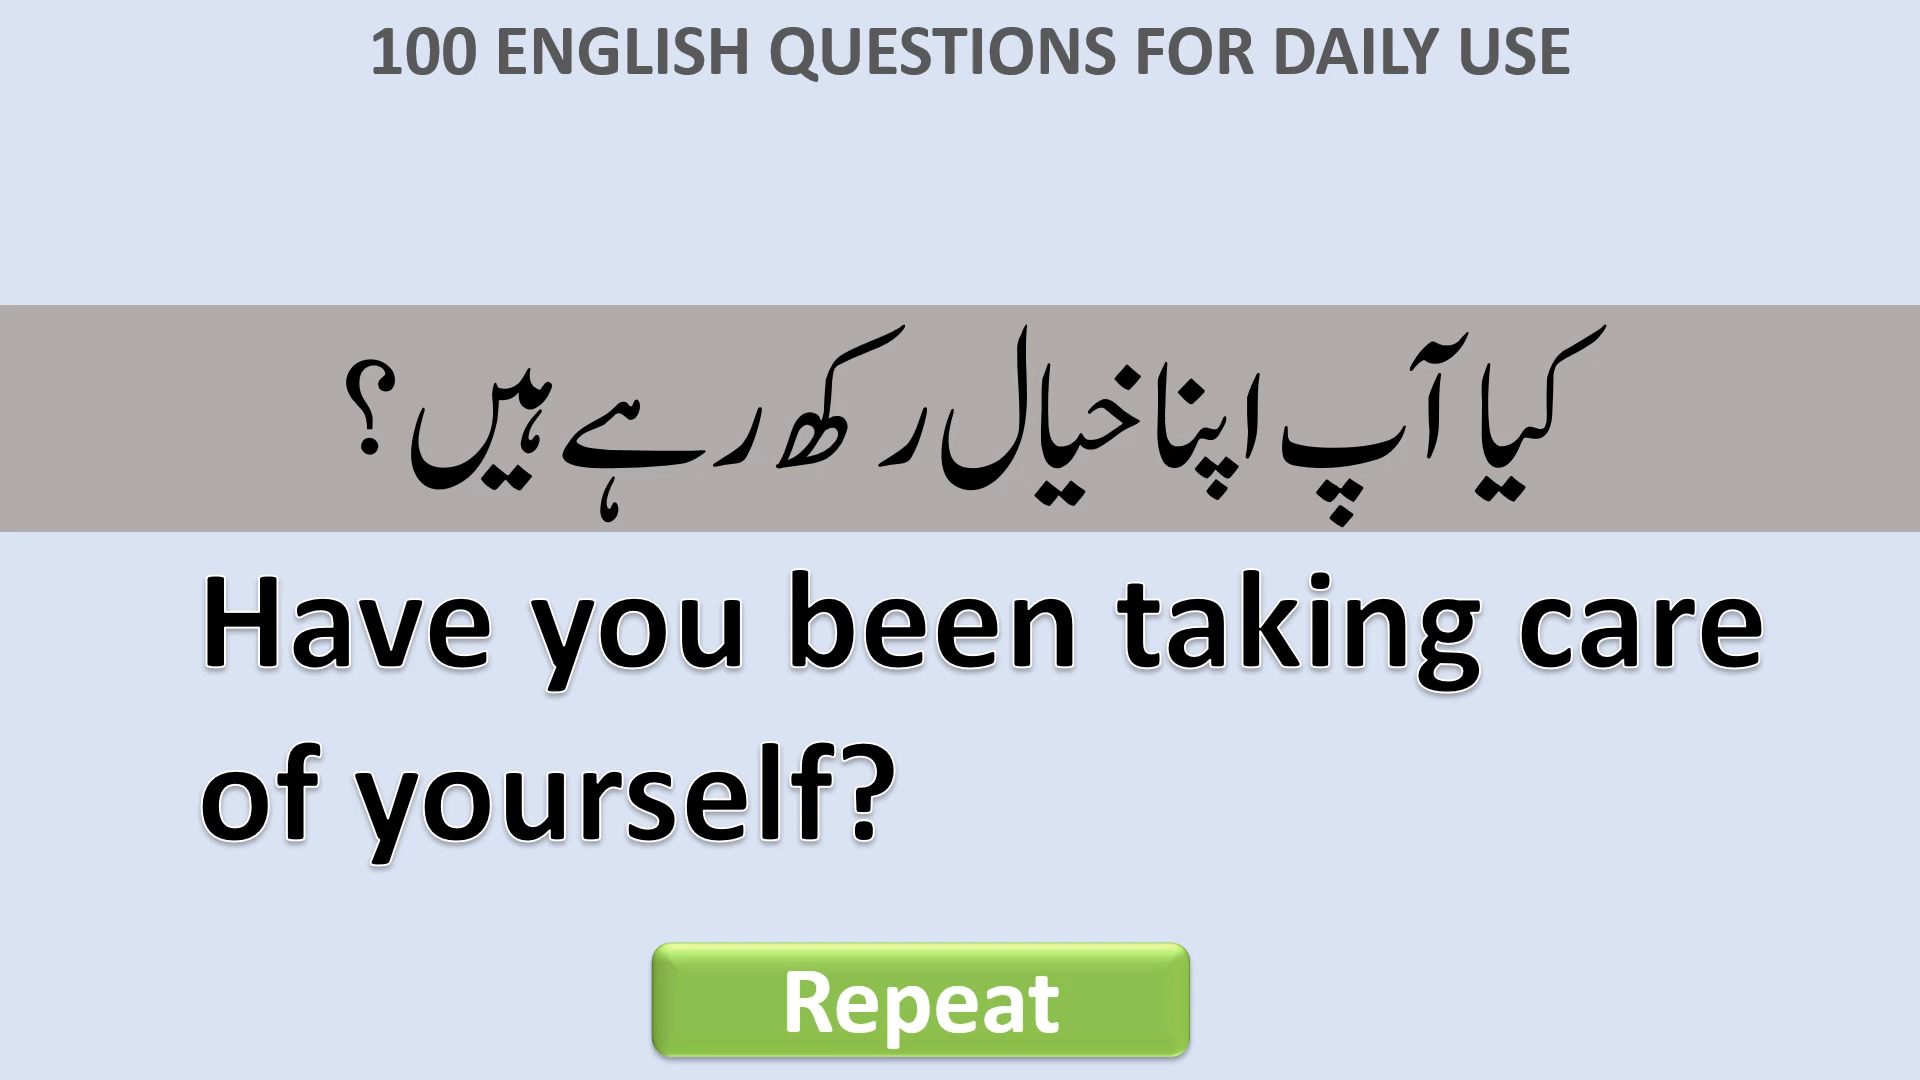 100 ENGLISH QUESTIONS FOR DAILY USE
کیا آپ اپنا خیال رکھ رہے ہیں؟
Have you been taking care
of yourself?
Repeat